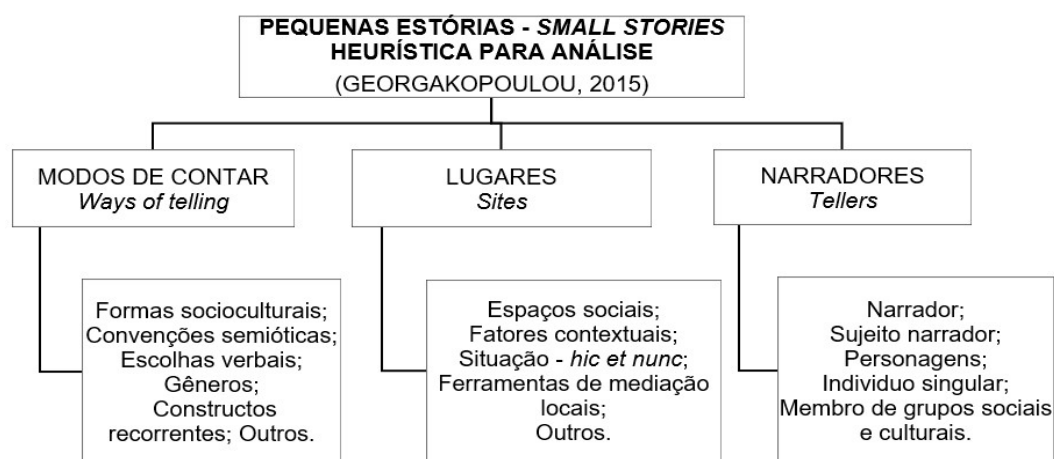 PEQUENAS ESTÓRIAS - SMALL STORIES
HEURÍSTICA PARA ANÁLISE
(GEORGAKOPOULOU, 2015)
MODOS DE CONTAR
Ways of telling
LUGARES
Sites
NARRADORES
Tellers
Formas socioculturais;
Convenções semióticas;
Escolhas verbais;
Gêneros;
Constructos
recorrentes; Outros.
Espaços sociais;
Fatores contextuais;
Situação - hic et nunc;
Ferramentas de mediação
locais;
Outros.
Narrador;
Sujeito narrador;
Personagens;
Individuo singular;
Membro de grupos sociais
e culturais.